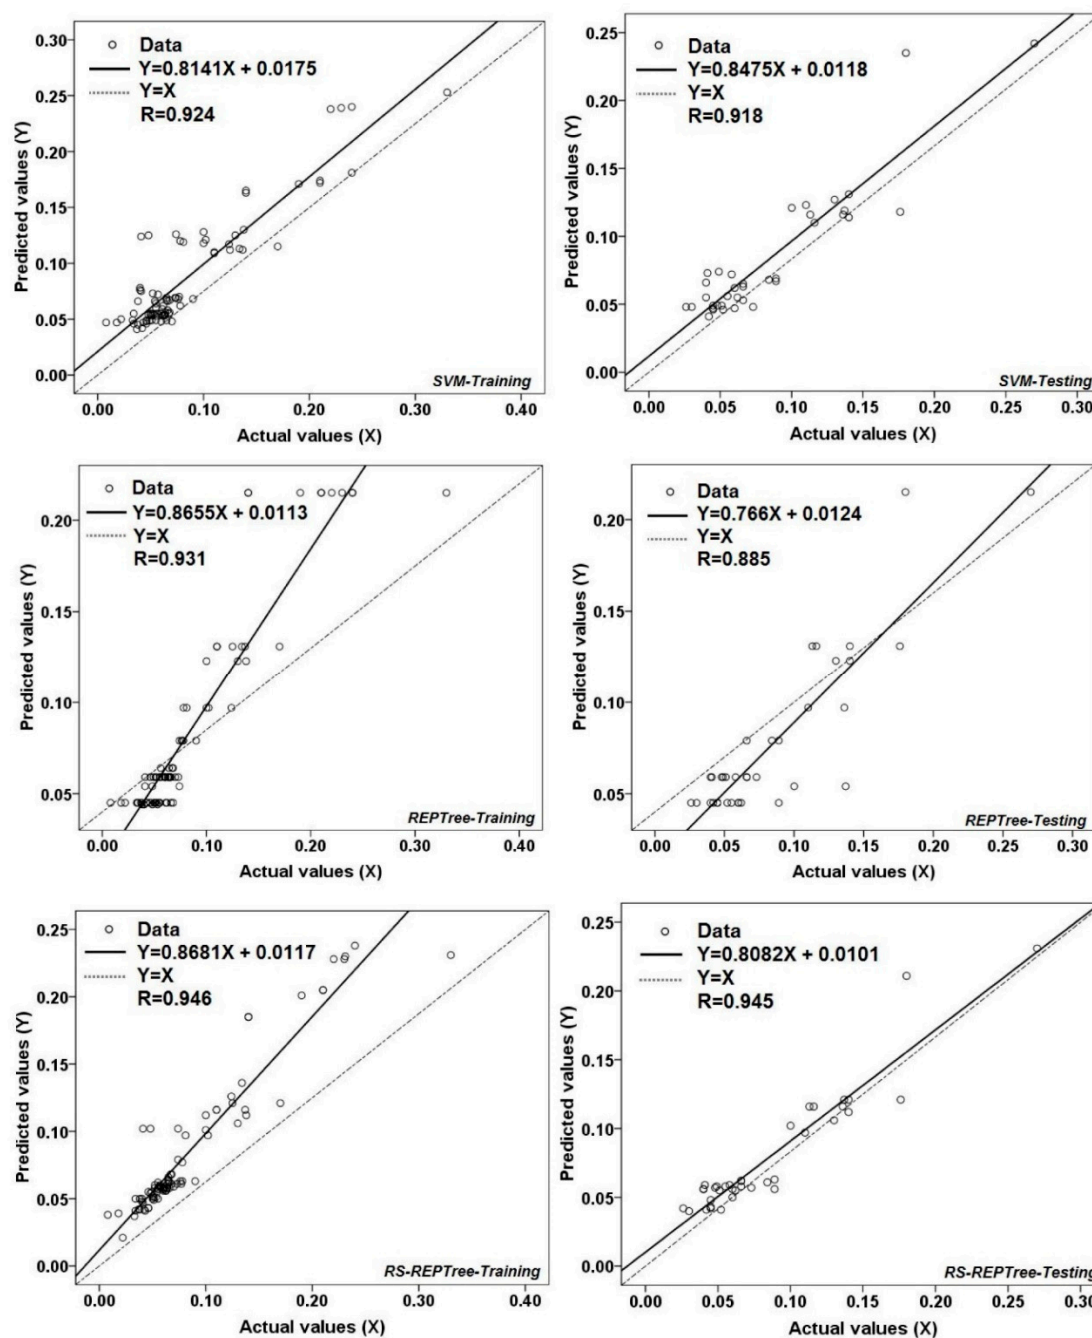 Data
Y=0.8141X + 0.0175
Y=X
R=0.924
Predicted values (Y)
0.30
0.25
0.20
0.15
0.10
0.05
0.00
SVM-Training
0.00 0.10 0.20 0.30 0.40
Actual values (X)
Data
Y=0.8475X + 0.0118
Y=X
R=0.918
Predicted values (Y)
0.25
0.20
0.15
0.10
0.05
0.00
SVM-Testing
0.00 0.05 0.10 0.15 0.20 0.25 0.30
Actual values (X)
Data
Y=0.8655X + 0.0113
Y=X
R=0.931
Predicted values (Y)
0.20
0.15
0.10
0.05
REPTree-Training
0.00 0.10 0.20 0.30 0.40
Actual values (X)
Data
Y=0.766X + 0.0124
Y=X
R=0.885
Predicted values (Y)
0.20
0.15
0.10
0.05
REPTree-Testing
0.00 0.05 0.10 0.15 0.20 0.25 0.30
Actual values (X)
Data
Y=0.8681X + 0.0117
Y=X
R=0.946
Predicted values (Y)
0.25
0.20
0.15
0.10
0.05
0.00
RS-REPTree-Training
0.00 0.10 0.20 0.30 0.40
Actual values (X)
Data
Y=0.8082X + 0.0101
Y=X
R=0.945
Predicted values (Y)
0.25
0.20
0.15
0.10
0.05
0.00
RS-REPTree-Testing
0.00 0.05 0.10 0.15 0.20 0.25 0.30
Actual values (X)